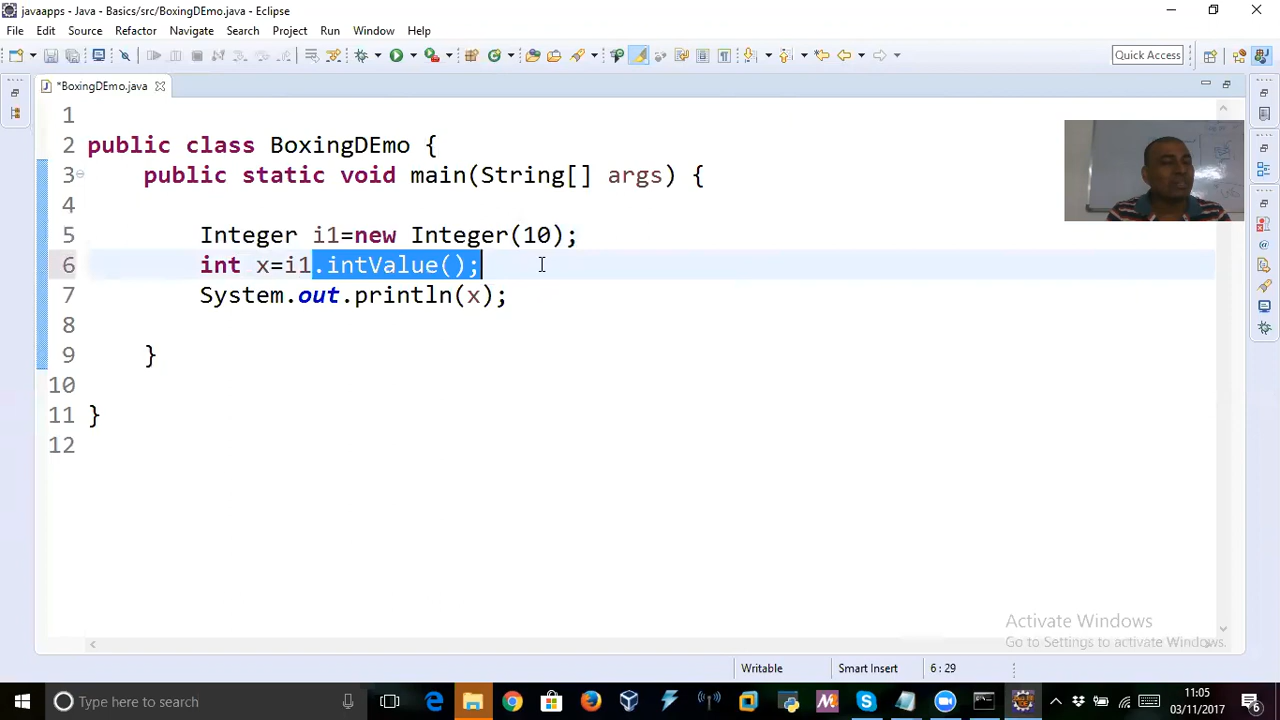 javaapps - Java - Basics/src/BoxingDEmo.java - Eclipse
File Edit Source Refactor Navigate Search Project Run Window Help
Quick Access
*BoxingDEmo.java
1
2 public class BoxingDEmo {
3 public static void main(String[] args) {
4
5 Integer i1=new Integer(10);
6 int x=i1.intValue();
7 System.out.println(x);
8
9 }
10
11 }
12
Activate Windows
Go to Settings to activate Windows.
Writable Smart Insert 6 : 29
Type here to search
11:05
03/11/2017
6